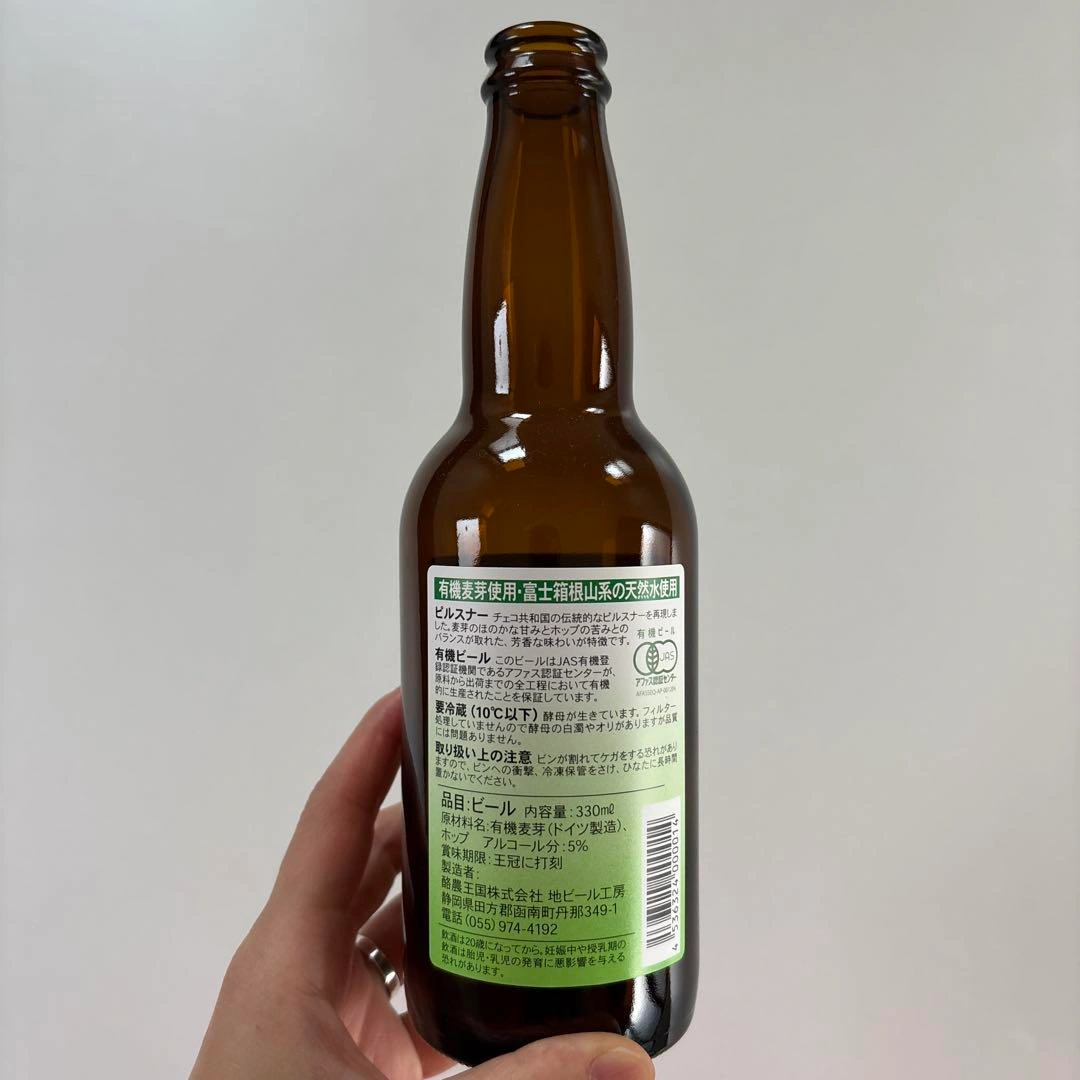 有機麦芽使用・富士箱根山系の天然水使用
ピルスナー チェコ共和国の伝統的なピルスナーを再現しま
した。麦芽のほのかな甘みとホップの苦みとの
バランスが取れた、芳香な味わいが特徴です。
有機ビール
JAS
アファス認証センター
有機ビール このビールはJAS有機登
録認証機関であるアファス認証センターが、
原料から出荷までの全工程において有機
的に生産されたことを保証しています。
要冷蔵(10℃以下) 酵母が生きています。フィルター
処理していませんので酵母の白濁やオリがありますが品質
には問題ありません。
取り扱い上の注意 ビンが割れてケガをする恐れがあり
ますので、ビンへの衝撃、冷凍保管をさけ、ひなたに長時間
置かないでください。
品目:ビール 内容量:330㎖
原材料名:有機麦芽(ドイツ製造)、
ホップ アルコール分:5%
賞味期限:王冠に打刻
製造者:
酪農王国株式会社 地ビール工房
静岡県田方郡函南町丹那349-1
電話(055)974-4192
飲酒は20歳になってから。妊娠中や授乳期の
飲酒は胎児・乳児の発育に悪影響を与える
恐れがあります。
4 536324 000014